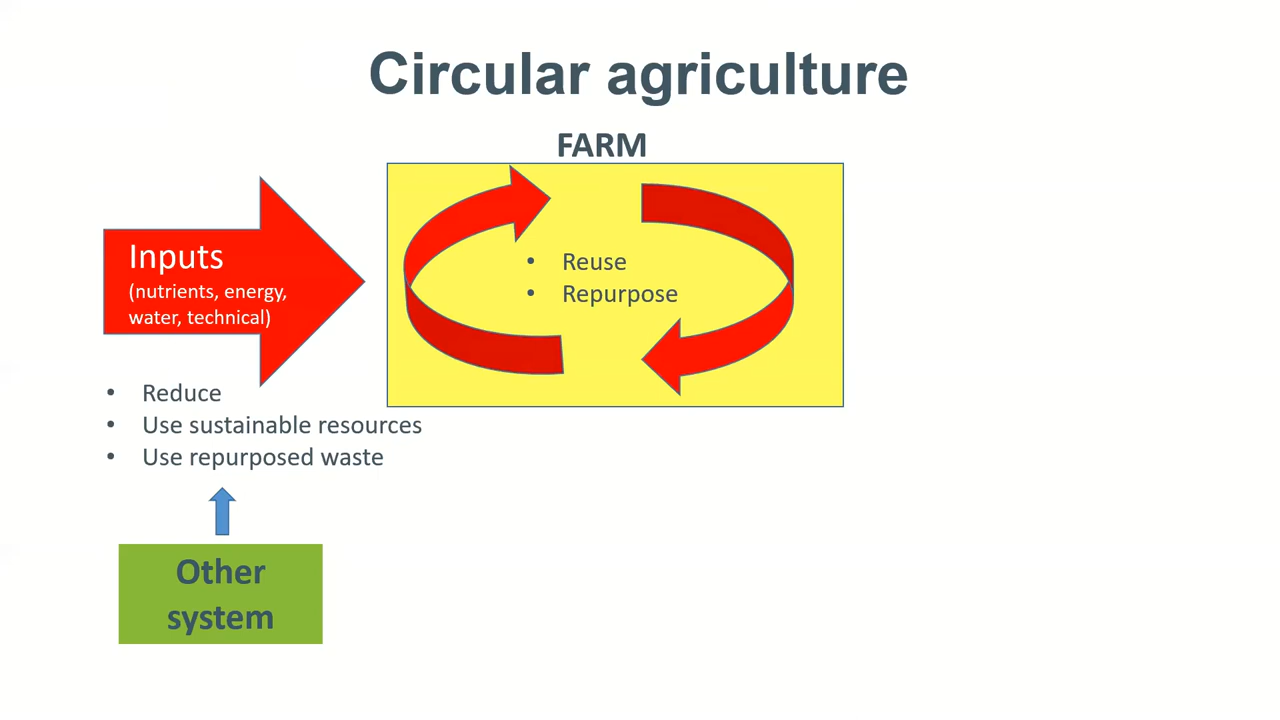 Circular agriculture
FARM
Inputs
(nutrients, energy,
water, technical)
• Reuse
• Repurpose
• Reduce
• Use sustainable resources
• Use repurposed waste
Other
system